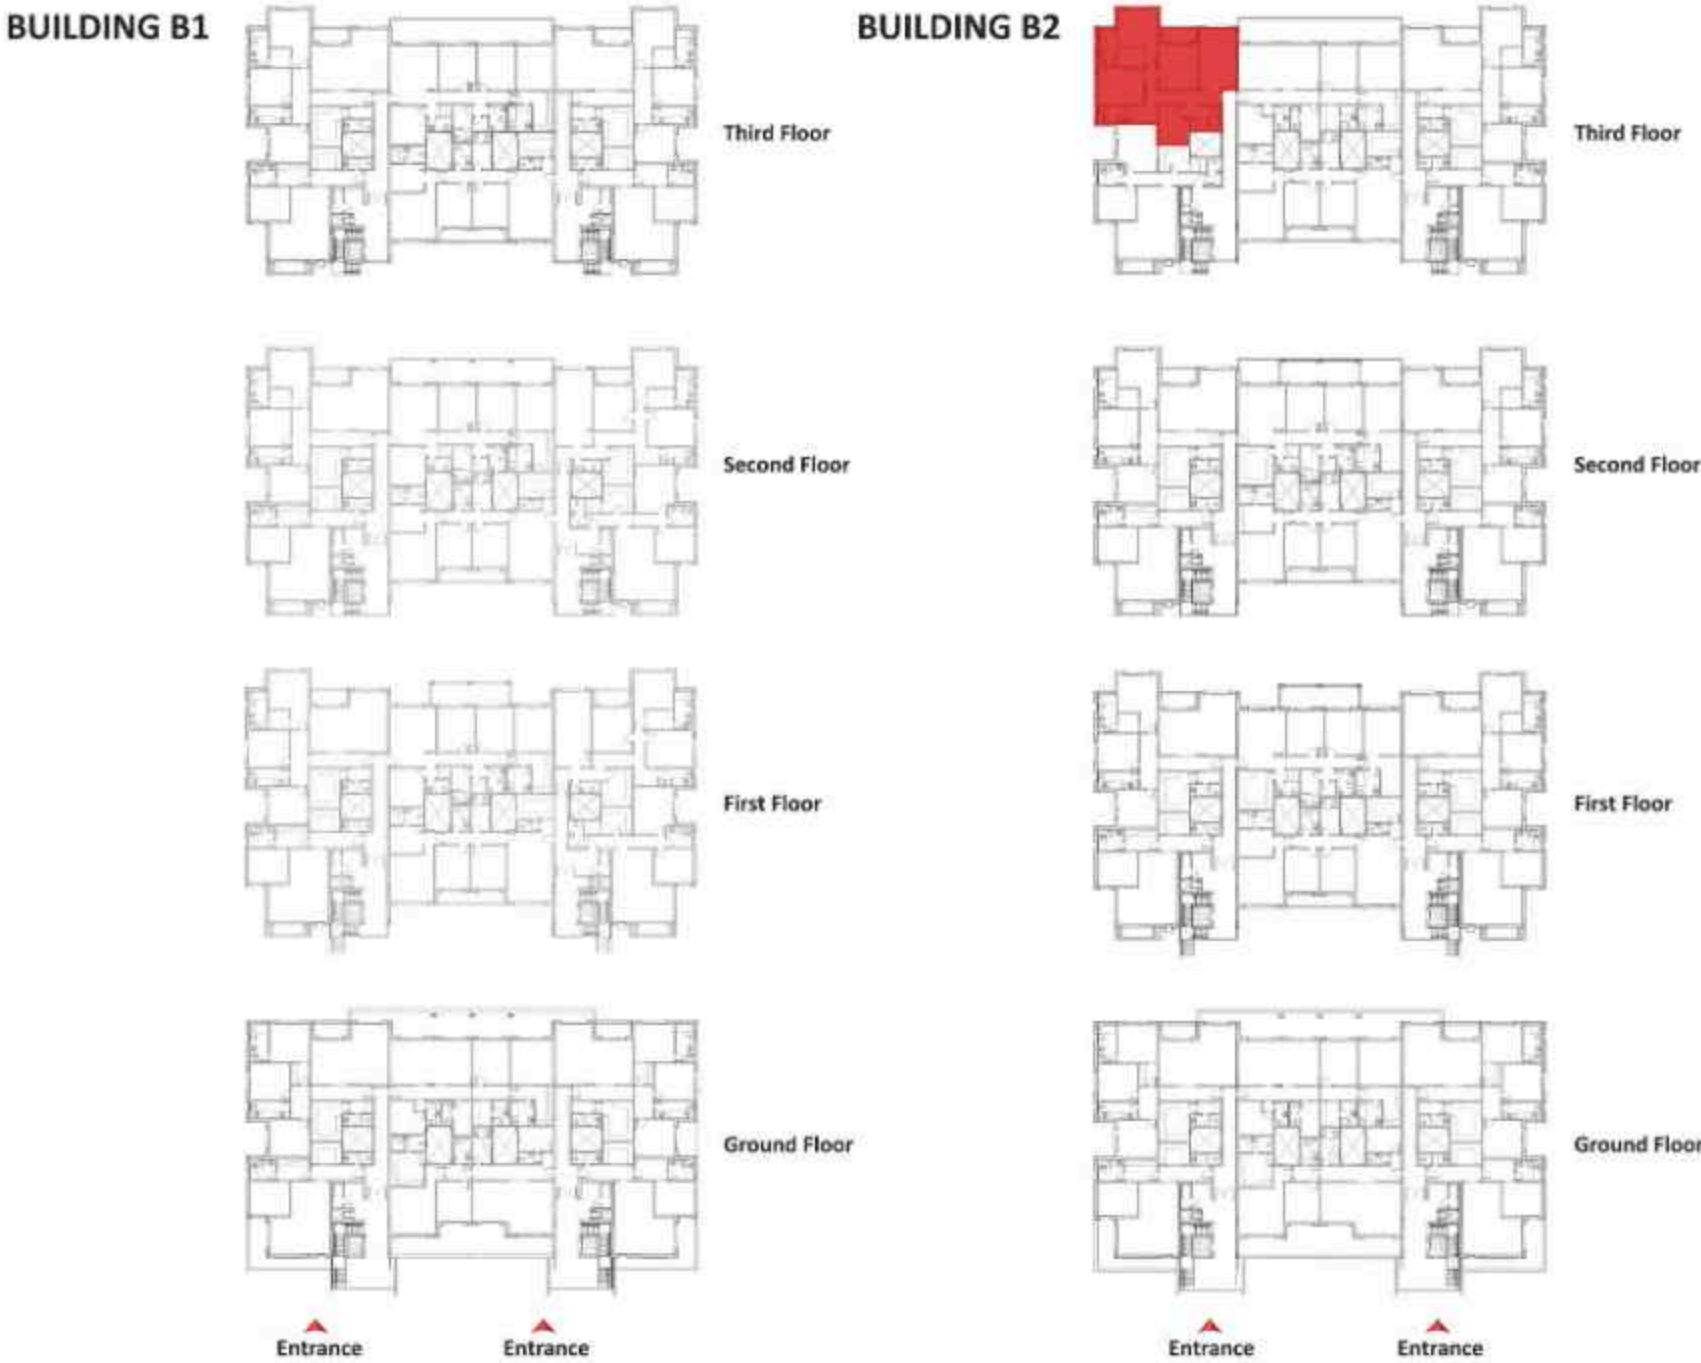 BUILDING B1
BUILDING B2
Third Floor
Third Floor
Second Floor
Second Floor
First Floor
First Floor
Ground Floor
Ground Floor
Entrance
Entrance
Entrance
Entrance